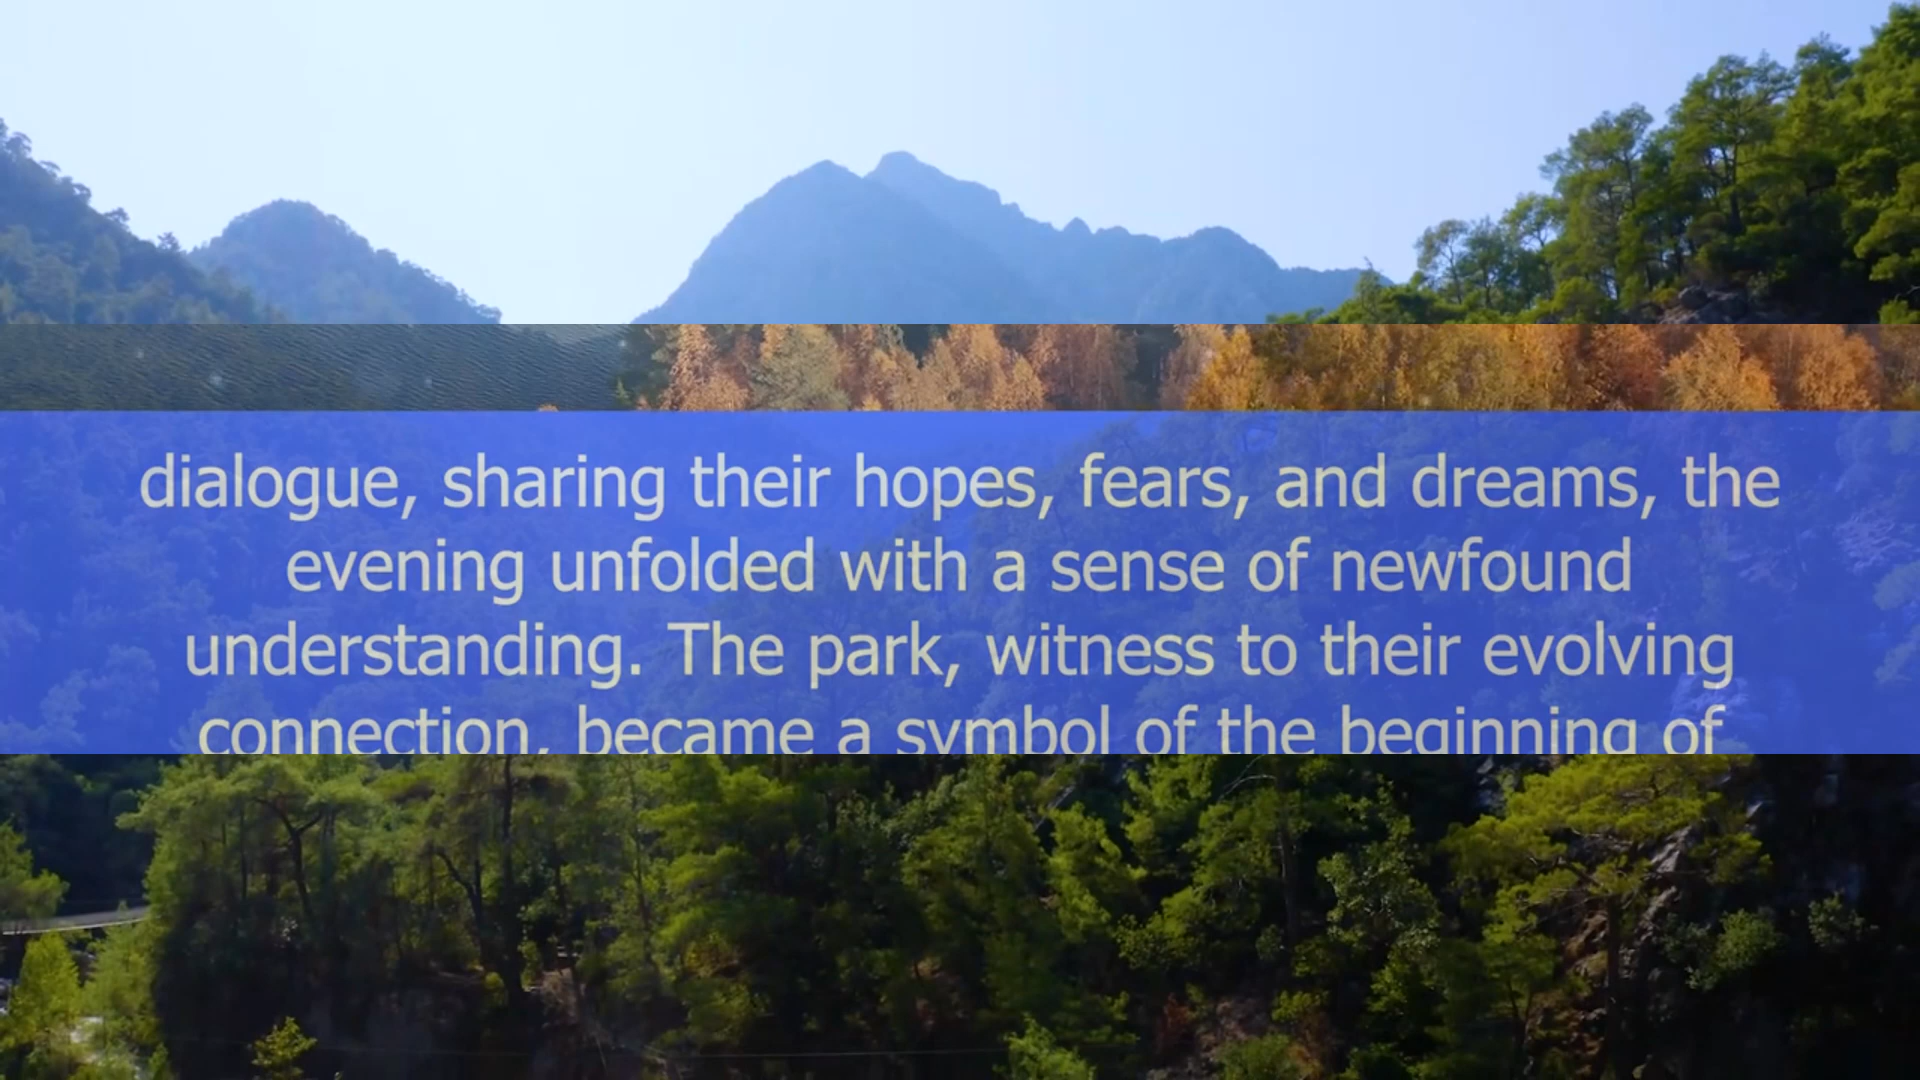 dialogue, sharing their hopes, fears, and dreams, the
evening unfolded with a sense of newfound
understanding. The park, witness to their evolving
connection, became a symbol of the beginning of